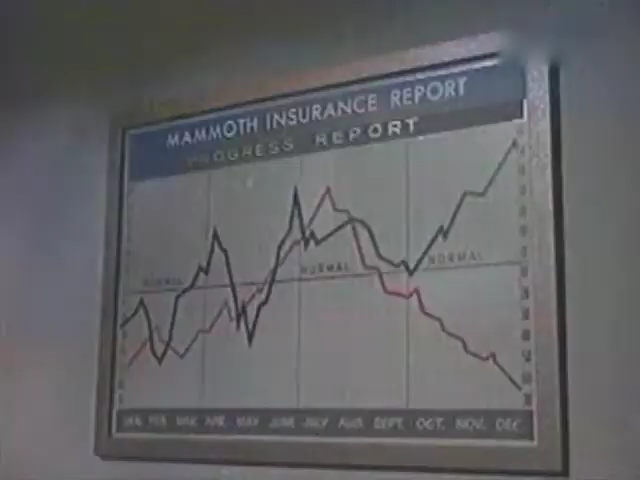 MAMMOTH INSURANCE REPORT
PROGRESS REPORT
NORMAL
NORMAL
NORMAL
JAN. FEB. MAR. APR. MAY JUNE JULY AUG. SEPT. OCT. NOV. DEC.